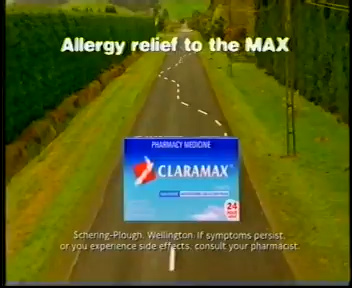 Allergy relief to the MAX
PHARMACY MEDICINE
CLARAMAX
24
Schering-Plough, Wellington. If symptoms persist,
or you experience side effects, consult your pharmacist.